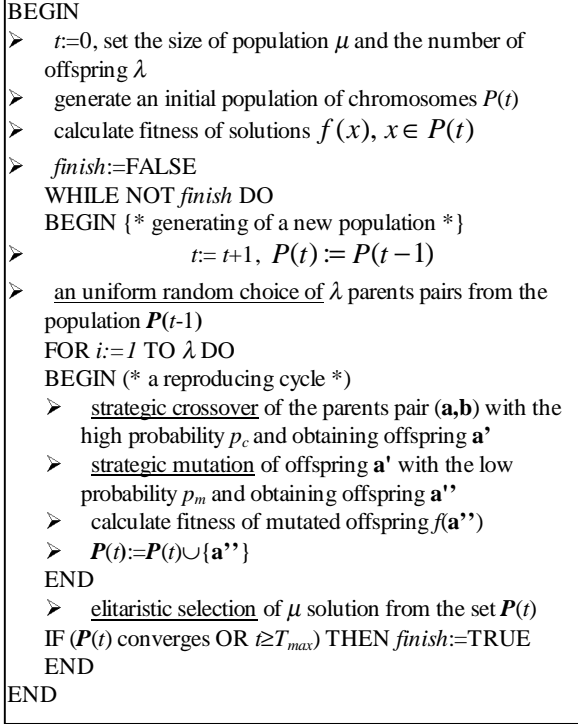 BEGIN
➢ t:=0, set the size of population μ and the number of
offspring λ
➢ generate an initial population of chromosomes P(t)
➢ calculate fitness of solutions f(x), x∈ P(t)
➢ finish:=FALSE
WHILE NOT finish DO
BEGIN {* generating of a new population *}
➢ t:= t+1, P(t) := P(t−1)
➢ an uniform random choice of λ parents pairs from the
population P(t-1)
FOR i:=1 TO λ DO
BEGIN (* a reproducing cycle *)
➢ strategic crossover of the parents pair (a,b) with the
high probability pc and obtaining offspring a’
➢ strategic mutation of offspring a' with the low
probability pm and obtaining offspring a''
➢ calculate fitness of mutated offspring f(a’’)
➢ P(t):=P(t)∪{a’’}
END
➢ elitaristic selection of μ solution from the set P(t)
IF (P(t) converges OR t≥Tmax) THEN finish:=TRUE
END
END